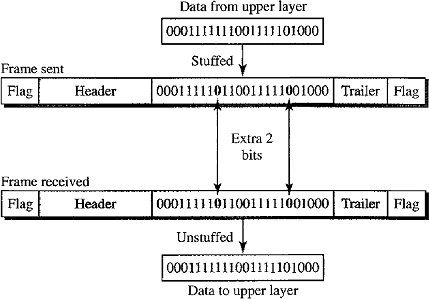 Data from upper layer
0001111111001111101000
Stuffed
Frame sent
Flag Header 000111110110011111001000 Trailer Flag
Extra 2
bits
Frame received
Flag Header 000111110110011111001000 Trailer Flag
Unstuffed
0001111111001111101000
Data to upper layer